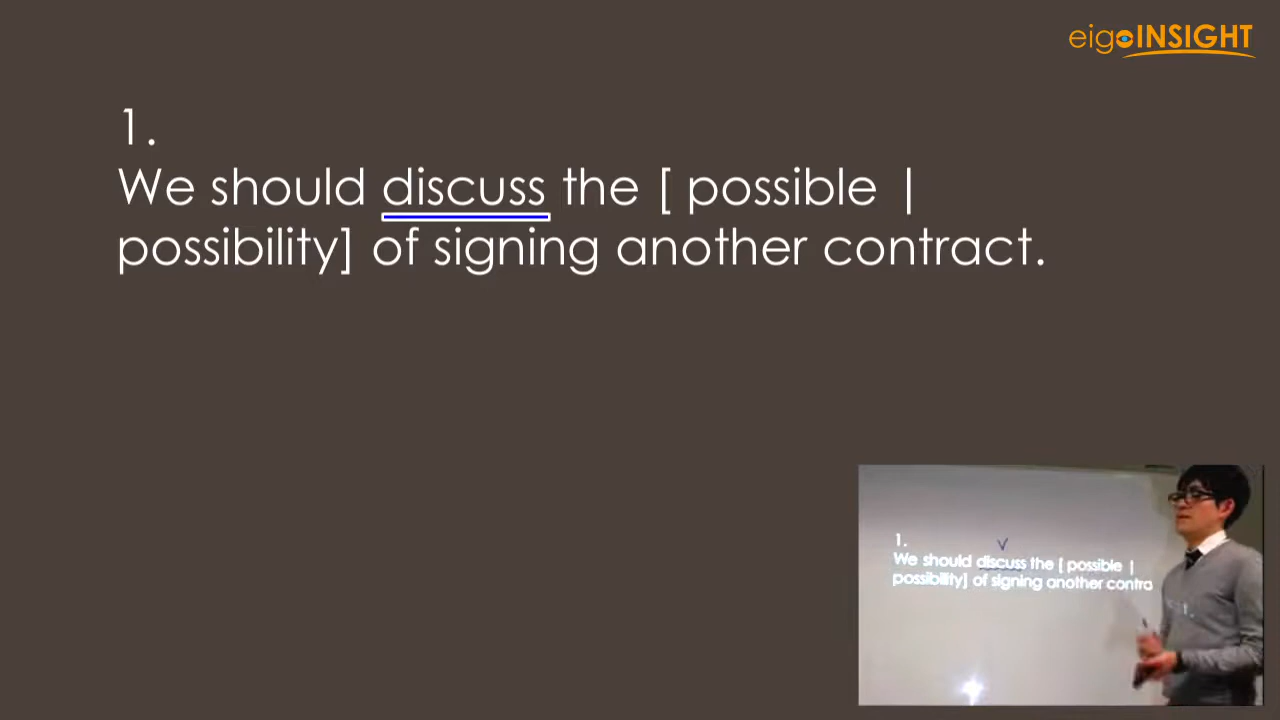 eigoINSIGHT
1.
We should discuss the [ possible |
possibility] of signing another contract.
1.
V
We should discuss the [ possible |
possibility] of signing another contra